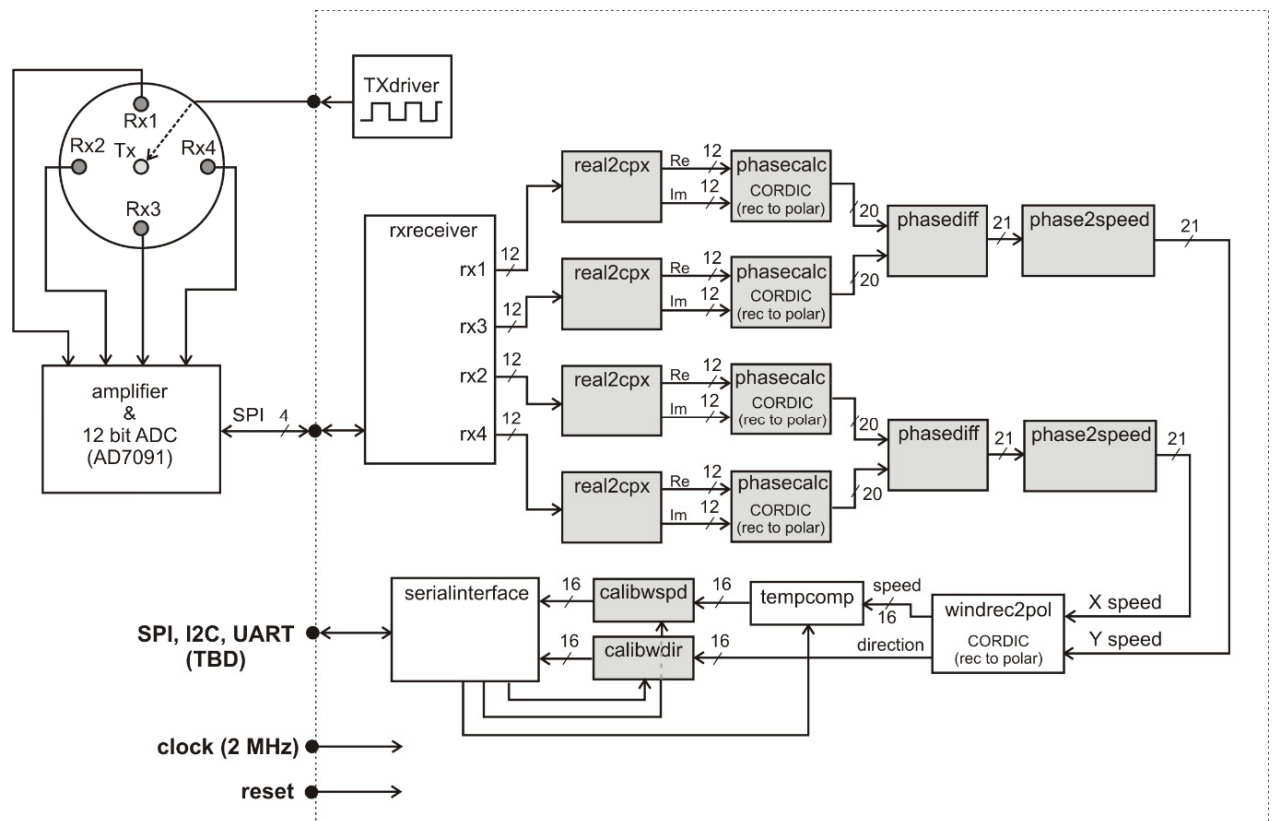 TXdriver
Rx1
Rx2
Tx
Rx4
Rx3
amplifier
&
12 bit ADC
(AD7091)
SPI
4
rxreceiver
rx1
12
rx3
12
rx2
12
rx4
12
real2cpx
Re
12
Im
12
phasecalc
CORDIC
(rec to polar)
20
real2cpx
Re
12
Im
12
phasecalc
CORDIC
(rec to polar)
20
phasediff
21
phase2speed
21
real2cpx
Re
12
Im
12
phasecalc
CORDIC
(rec to polar)
20
real2cpx
Re
12
Im
12
phasecalc
CORDIC
(rec to polar)
20
phasediff
21
phase2speed
21
serialinterface
16
calibwspd
16
tempcomp
speed
16
windrec2pol
CORDIC
(rec to polar)
X speed
Y speed
16
calibwdir
16
direction
SPI, I2C, UART
(TBD)
clock (2 MHz)
reset